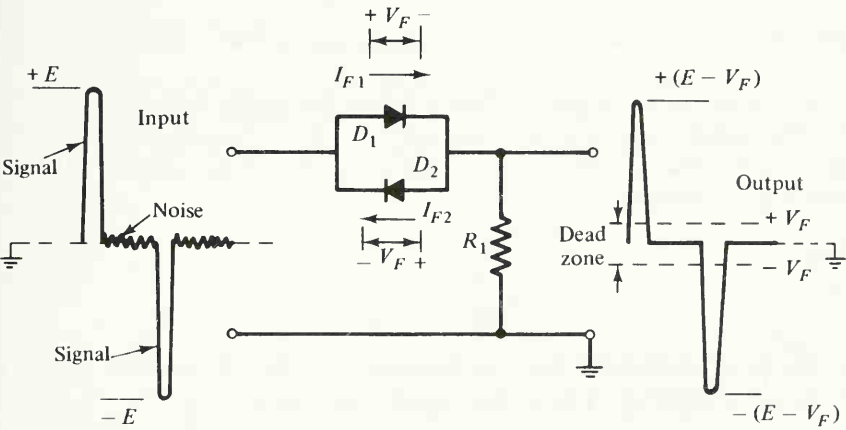 + V_F −
+ E
I_F1
+ (E − V_F)
Input
Signal
D_1
D_2
Noise
Output
+ V_F
I_F2
− V_F +
R_1
Dead
zone
− V_F
Signal
− E
− (E − V_F)